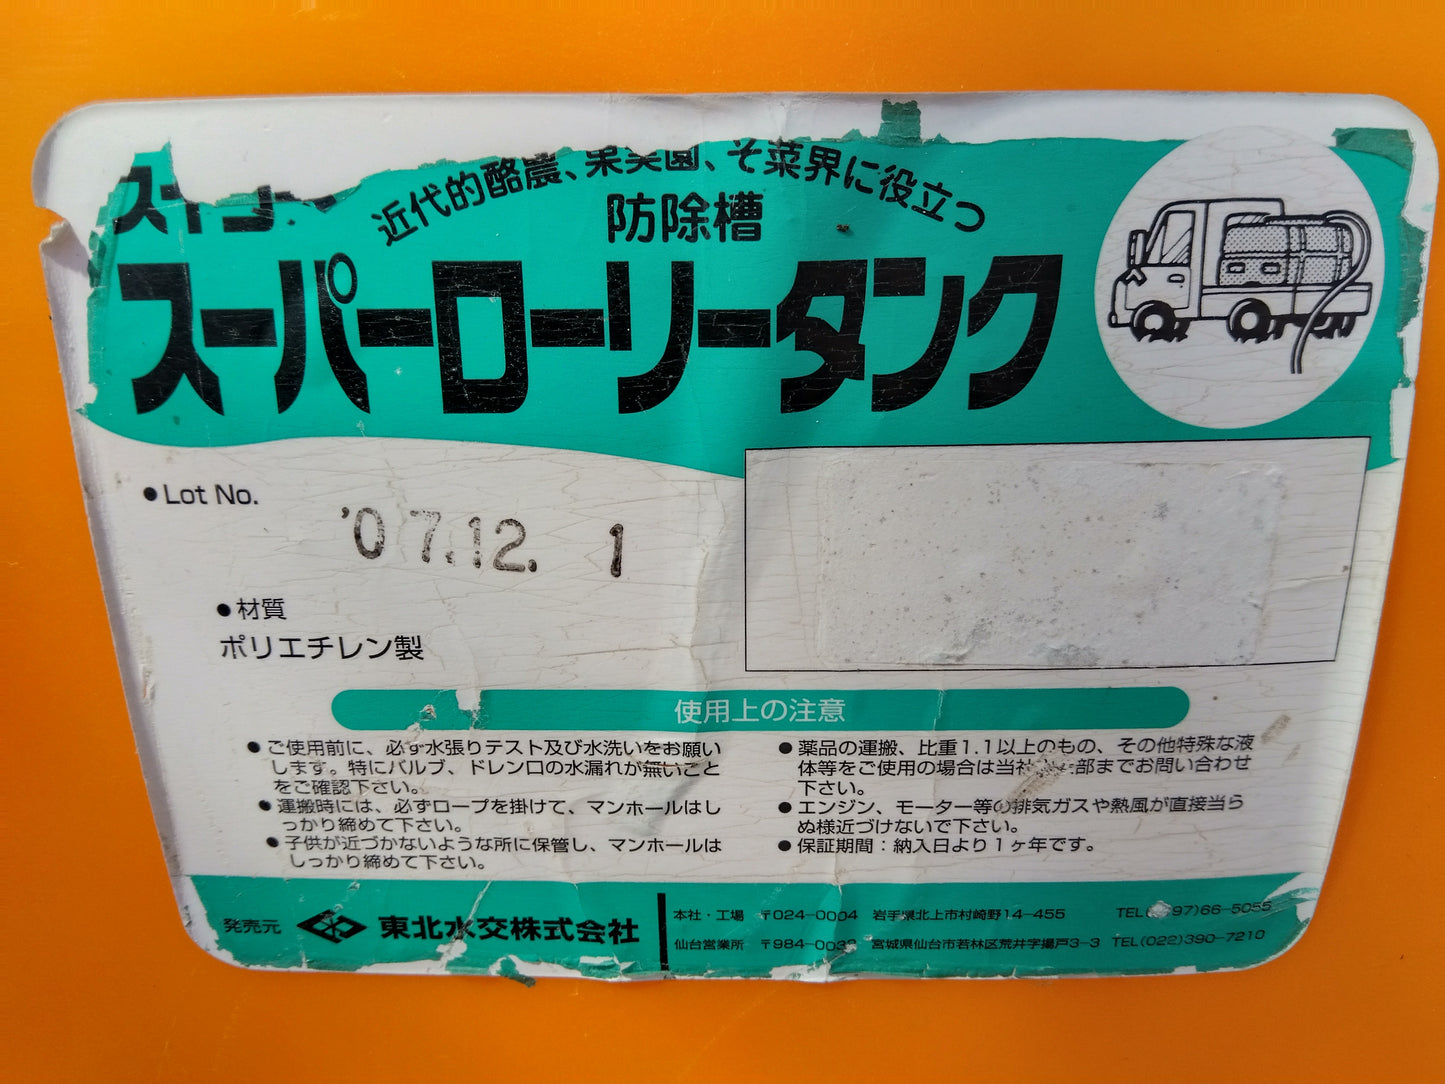 近代的酪農、果実園、そ菜界に役立つ
スイコー
防除槽
スーパーローリータンク
●Lot No.
'07.12. 1
●材質
ポリエチレン製
使用上の注意
●ご使用前に、必ず水張りテスト及び水洗いをお願い
します。特にバルブ、ドレン口の水漏れが無いこと
をご確認下さい。
●運搬時には、必ずロープを掛けて、マンホールはし
っかり締めて下さい。
●子供が近づかないような所に保管し、マンホールは
しっかり締めて下さい。
●薬品の運搬、比重1.1以上のもの、その他特殊な液
体等をご使用の場合は当社 部までお問い合わせ
下さい。
●エンジン、モーター等の排気ガスや熱風が直接当ら
ぬ様近づけないで下さい。
●保証期間：納入日より1ヶ年です。
発売元 東北水交株式会社
本社・工場 〒024-0004 岩手県北上市村崎野14-455 TEL( 97)66-5055
仙台営業所 〒984-003 宮城県仙台市若林区荒井字揚戸3-3 TEL(022)390-7210